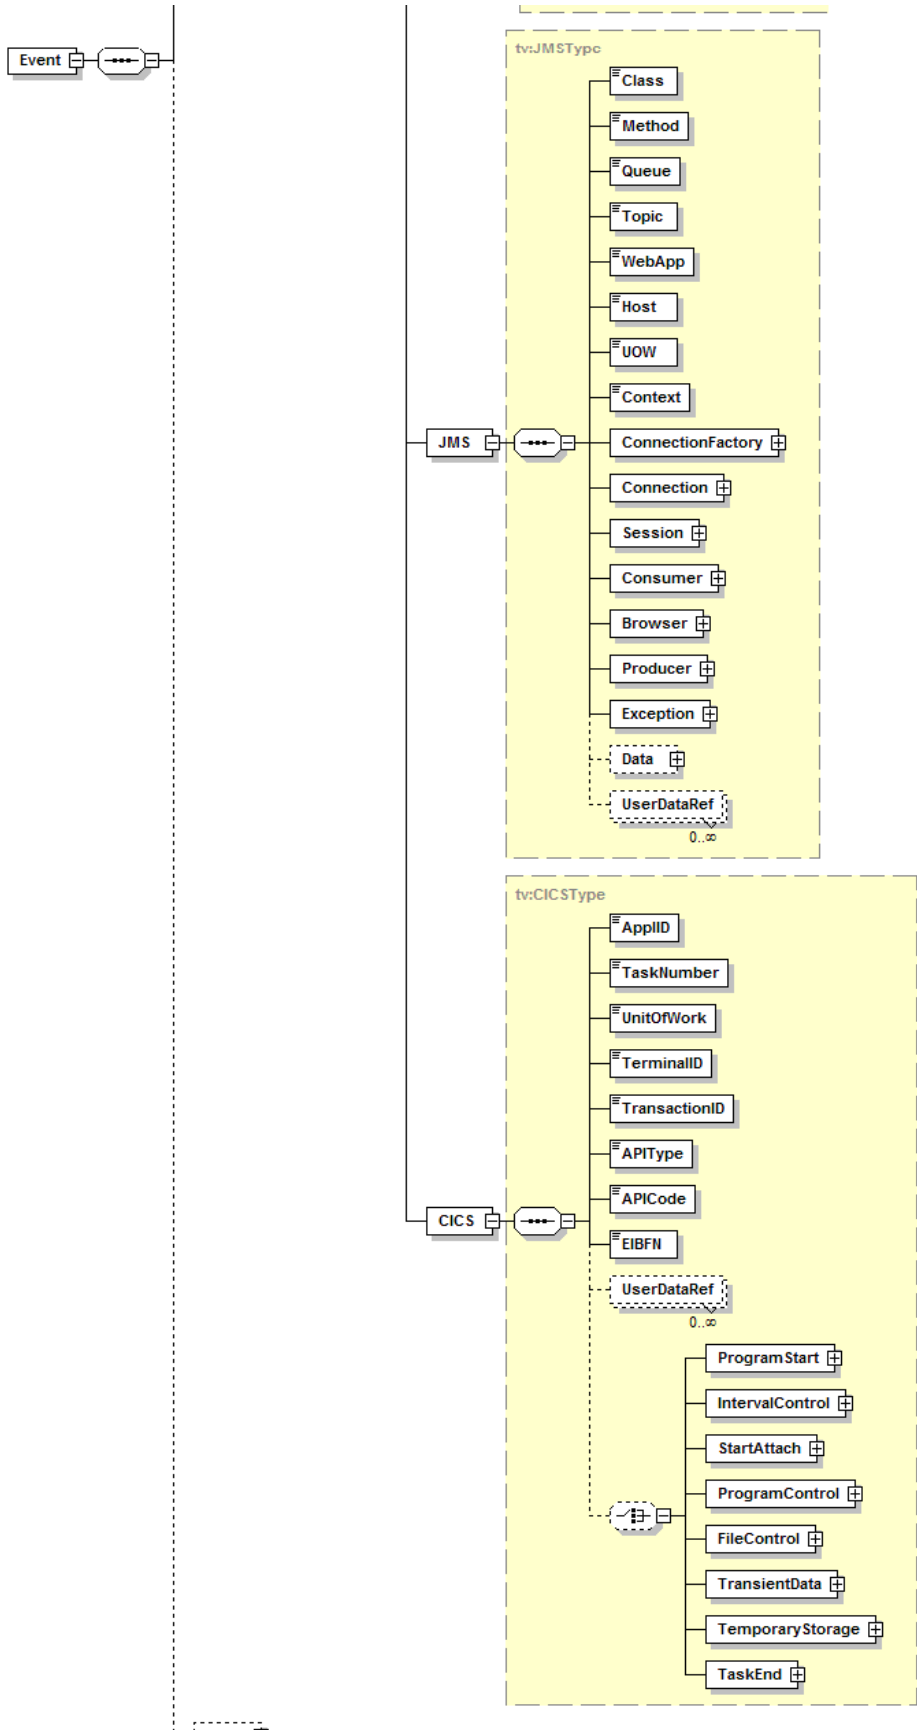 tv:JMSType
Event
Class
Method
Queue
Topic
WebApp
Host
UOW
Context
JMS
ConnectionFactory
Connection
Session
Consumer
Browser
Producer
Exception
Data
UserDataRef
0..∞
tv:CICSType
ApplID
TaskNumber
UnitOfWork
TerminalID
TransactionID
APIType
APICode
CICS
EIBFN
UserDataRef
0..∞
ProgramStart
IntervalControl
StartAttach
ProgramControl
FileControl
TransientData
TemporaryStorage
TaskEnd